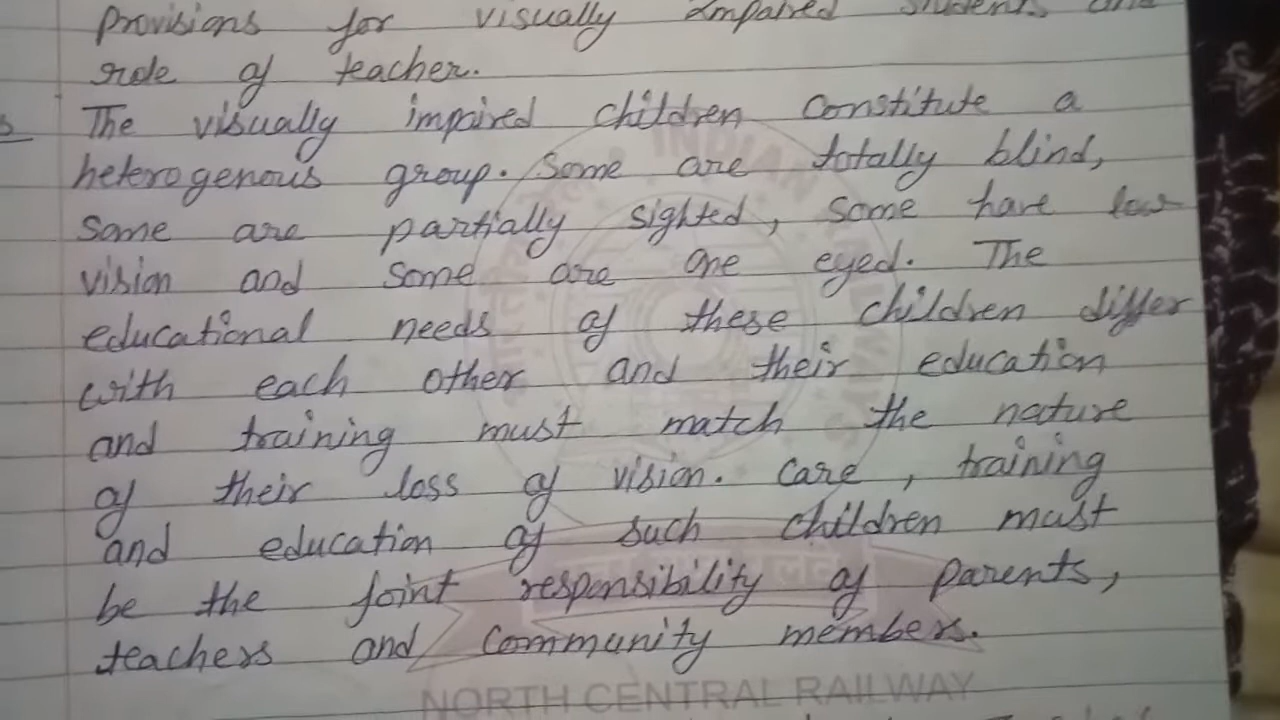 provisions for visually impaired students and
role of teacher.
The visually impaired children constitute a
heterogenous group. Some are totally blind,
some are partially sighted, some have low
vision and some are one eyed. The
educational needs of these children differ
with each other and their education
and training must match the nature
of their loss of vision. Care, training
and education of such children must
be the joint responsibility of parents,
teachers and community members.
INDIAN RAILWAYS
NORTH CENTRAL RAILWAY